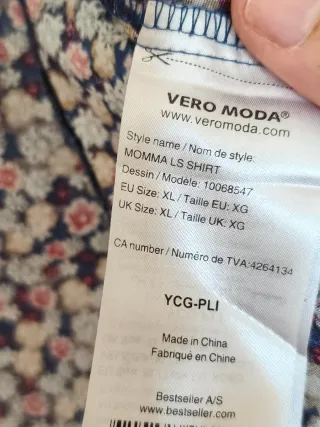 VERO MODA®
www.veromoda.com
Style name / Nom de style:
MOMMA LS SHIRT
Dessin / Modèle: 10068547
EU Size: XL / Taille EU: XG
UK Size: XL / Taille UK: XG
CA number / Numéro de TVA:4264134
YCG-PLI
Made in China
Fabriqué en Chine
Bestseller A/S
www.bestseller.com